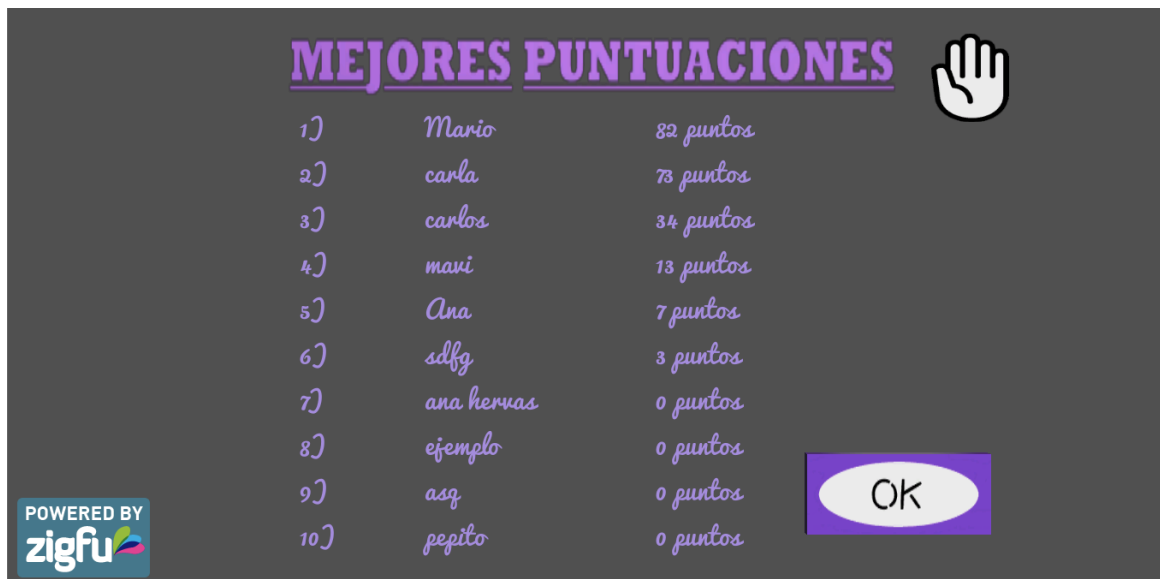 MEJORES PUNTUACIONES
1) Mario 82 puntos
2) carla 73 puntos
3) carlos 34 puntos
4) mavi 13 puntos
5) Ana 7 puntos
6) sdfg 3 puntos
7) ana hervas 0 puntos
8) ejemplo 0 puntos
9) asq 0 puntos
10) pepito 0 puntos
OK
POWERED BY
zigfu